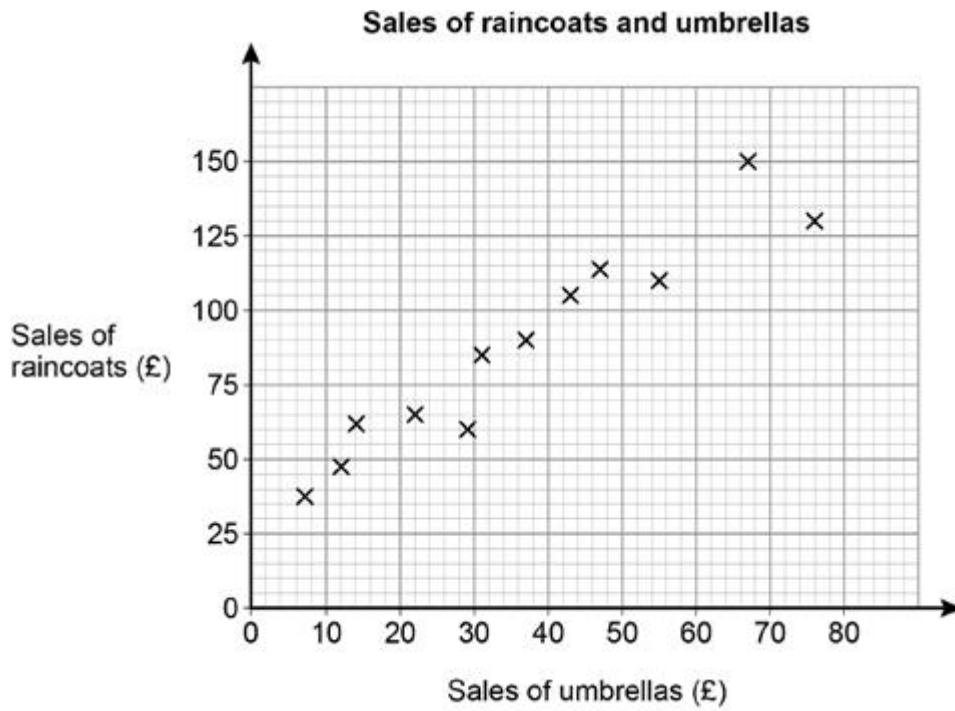 Sales of raincoats and umbrellas
150
125
100
Sales of
raincoats (£)
75
50
25
0
0 10 20 30 40 50 60 70 80
Sales of umbrellas (£)